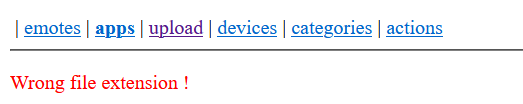 | emotes | apps | upload | devices | categories | actions
Wrong file extension !